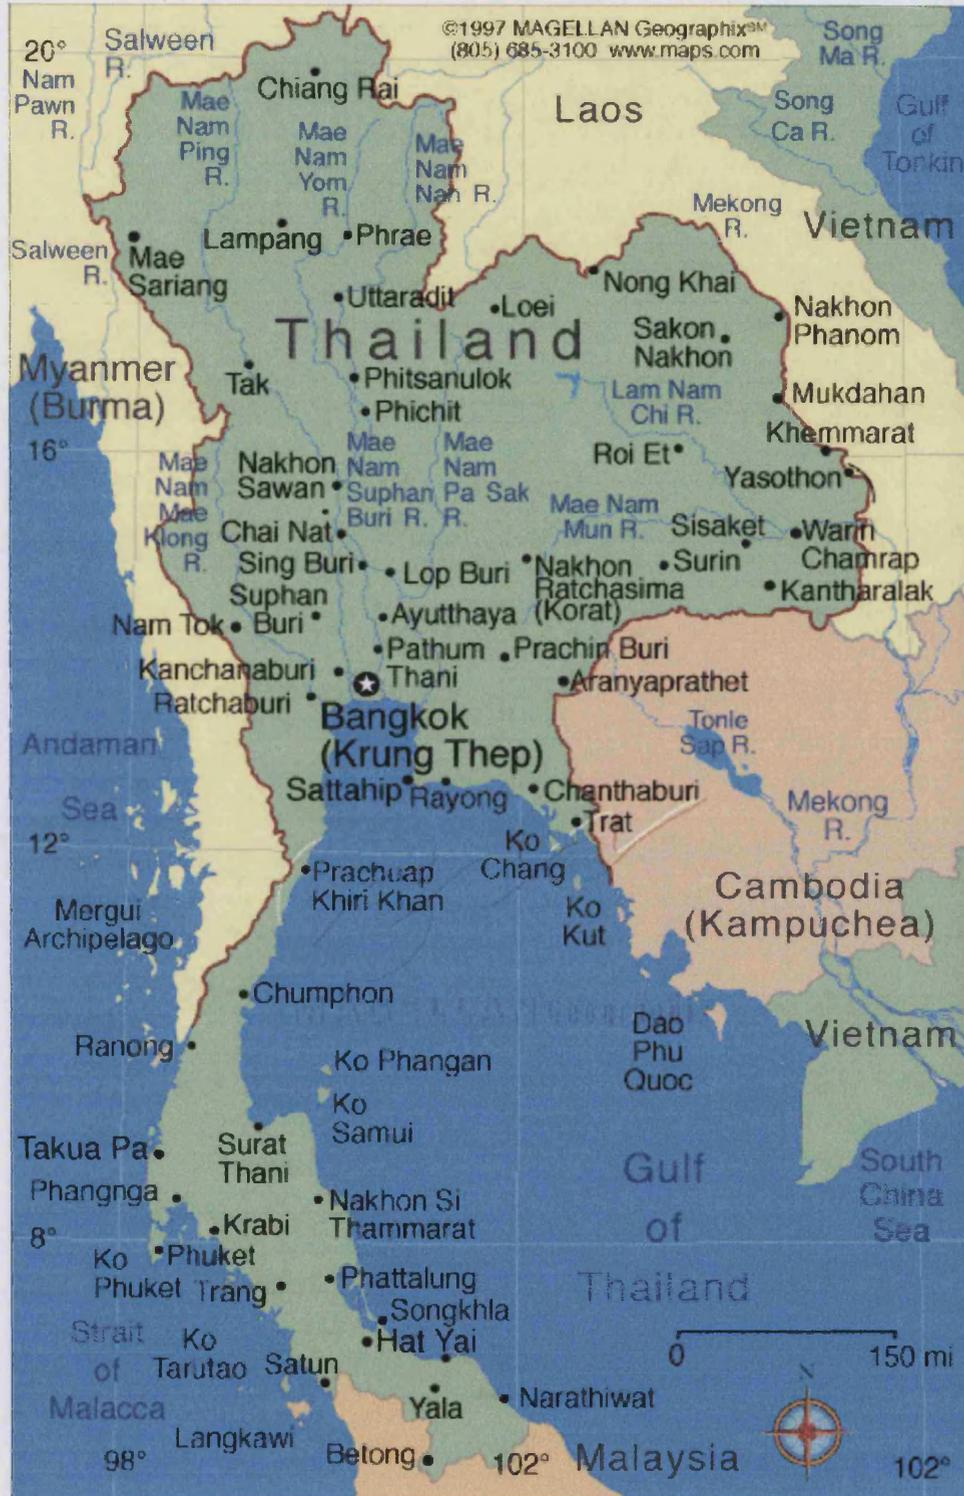 ©1997 MAGELLAN Geographix℠
(805) 685-3100 www.maps.com
20°
Salween
R.
Song
Ma R.
Nam
Pawn
R.
Chiang Rai
Laos
Mae
Nam
Ping
R.
Mae
Nam
Yom
R.
Mae
Nam
Nan R.
Song
Ca R.
Gulf
of
Tonkin
Mekong
R.
Vietnam
Salween
R.
Mae
Sariang
Lampang
Phrae
Uttaradit
Loei
Nong Khai
Nakhon
Phanom
Thailand
Sakon
Nakhon
Myanmer
(Burma)
Tak
Phitsanulok
Phichit
Lam Nam
Chi R.
Mukdahan
Khemmarat
16°
Mae
Nam
Mae
Klong
R.
Nakhon
Sawan
Mae
Nam
Suphan
Buri R.
Mae
Nam
Pa Sak
R.
Roi Et
Yasothon
Mae Nam
Mun R.
Chai Nat
Sisaket
Warin
Chamrap
Sing Buri
Lop Buri
Nakhon
Ratchasima
(Korat)
Surin
Kantharalak
Suphan
Buri
Nam Tok
Ayutthaya
Pathum
Thani
Prachin Buri
Kanchanaburi
Aranyaprathet
Ratchaburi
Bangkok
(Krung Thep)
Tonle
Sap R.
Andaman
Sea
Sattahip
Rayong
Chanthaburi
Trat
Mekong
R.
12°
Ko
Chang
Prachuap
Khiri Khan
Cambodia
(Kampuchea)
Mergui
Archipelago
Ko
Kut
Chumphon
Ranong
Dao
Phu
Quoc
Vietnam
Ko Phangan
Ko
Samui
Takua Pa
Surat
Thani
Gulf
of
Thailand
South
China
Sea
Phangnga
Nakhon Si
Thammarat
Krabi
8°
Ko
Phuket
Phuket
Trang
Phattalung
Songkhla
Strait
of
Malacca
Ko
Tarutao
Satun
Hat Yai
0 150 mi
N
Yala
Narathiwat
Langkawi
Betong
Malaysia
98°
102°
102°